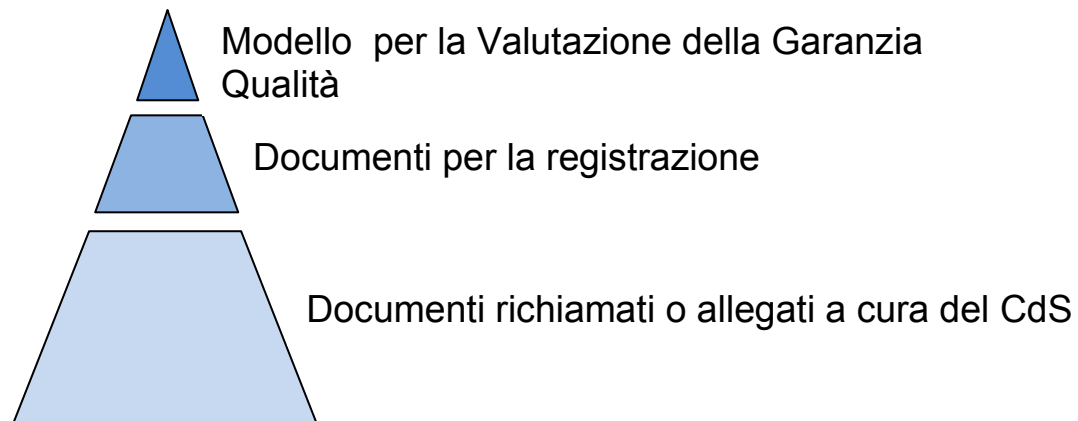 Modello  per la Valutazione della Garanzia
Qualità
Documenti per la registrazione
Documenti richiamati o allegati a cura del CdS